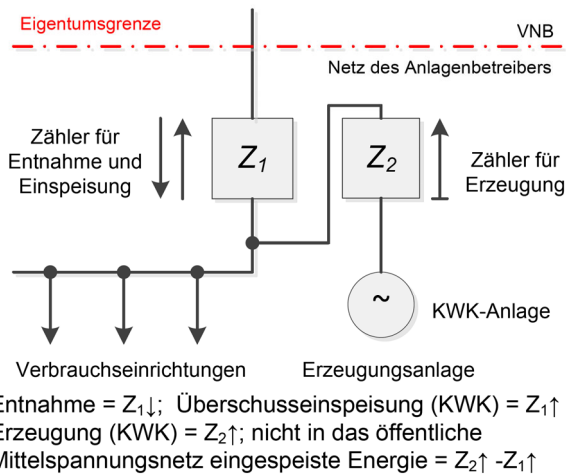 Eigentumsgrenze
VNB
Netz des Anlagenbetreibers
Zähler für
Entnahme und
Einspeisung
Z1
Z2
Zähler für
Erzeugung
~
KWK-Anlage
Verbrauchseinrichtungen
Erzeugungsanlage
Entnahme = Z1↓; Überschusseinspeisung (KWK) = Z1↑
Erzeugung (KWK) = Z2↑; nicht in das öffentliche
Mittelspannungsnetz eingespeiste Energie = Z2↑ -Z1↑